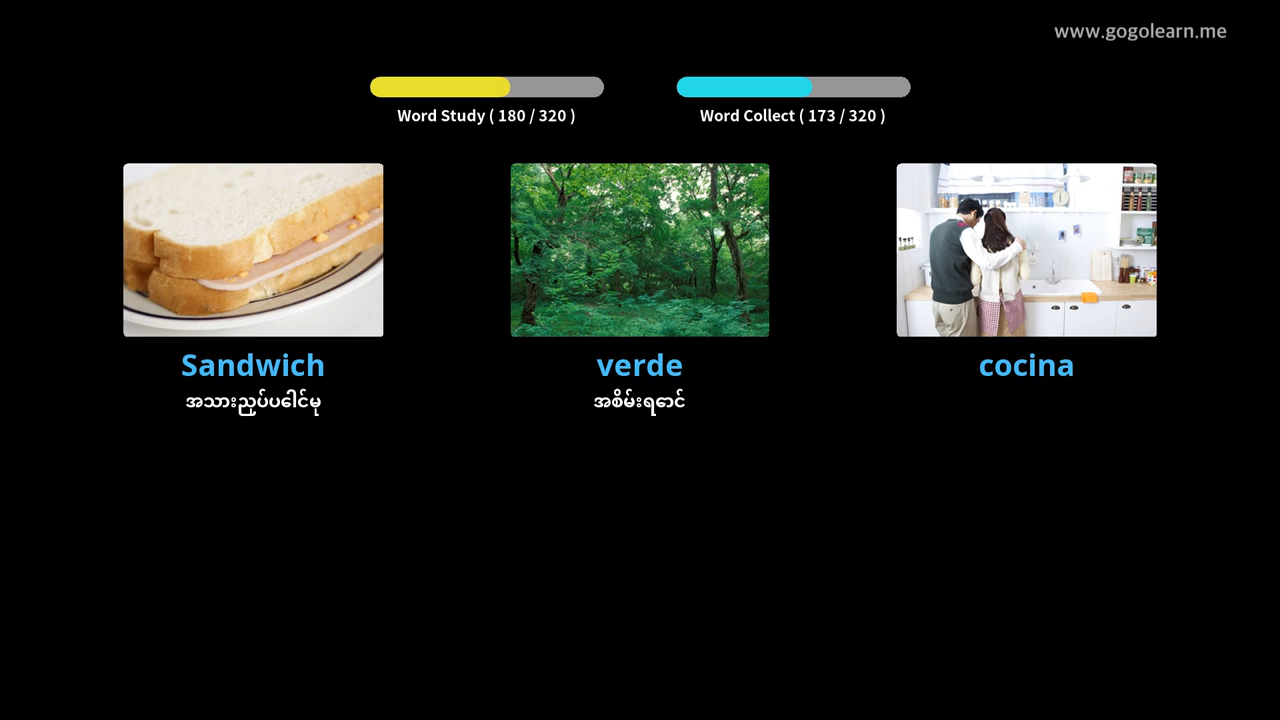 www.gogolearn.me
Word Study ( 180 / 320 )
Word Collect ( 173 / 320 )
Sandwich
အသားညှပ်ပေါင်မု
verde
အစိမ်းရောင်
cocina